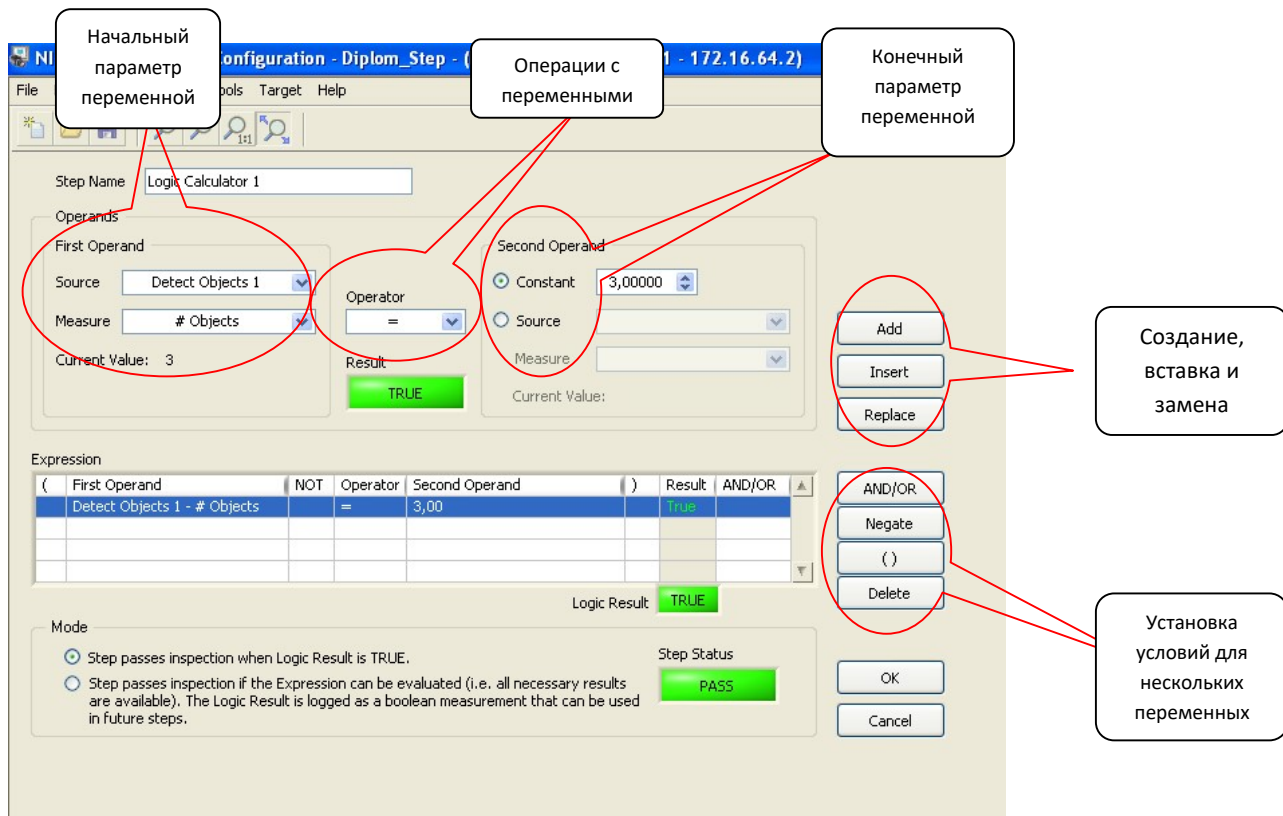 Начальный
параметр
переменной
Операции с
переменными
Конечный
параметр
переменной
NI onfiguration - Diplom_Step - ( 1 - 172.16.64.2)
File ols Target Help
1:1
Step Name Logic Calculator 1
Operands
First Operand
Second Operand
Source Detect Objects 1
Constant 3,00000
Operator
Measure # Objects
=
Source
Current Value: 3
Result
Measure
TRUE
Current Value:
Add
Insert
Replace
Создание,
вставка и
замена
Expression
( First Operand NOT Operator Second Operand ) Result AND/OR
Detect Objects 1 - # Objects = 3,00 True
AND/OR
Negate
( )
Delete
Logic Result TRUE
Mode
Step passes inspection when Logic Result is TRUE.
Step passes inspection if the Expression can be evaluated (i.e. all necessary results
are available). The Logic Result is logged as a boolean measurement that can be used
in future steps.
Step Status
PASS
OK
Cancel
Установка
условий для
нескольких
переменных